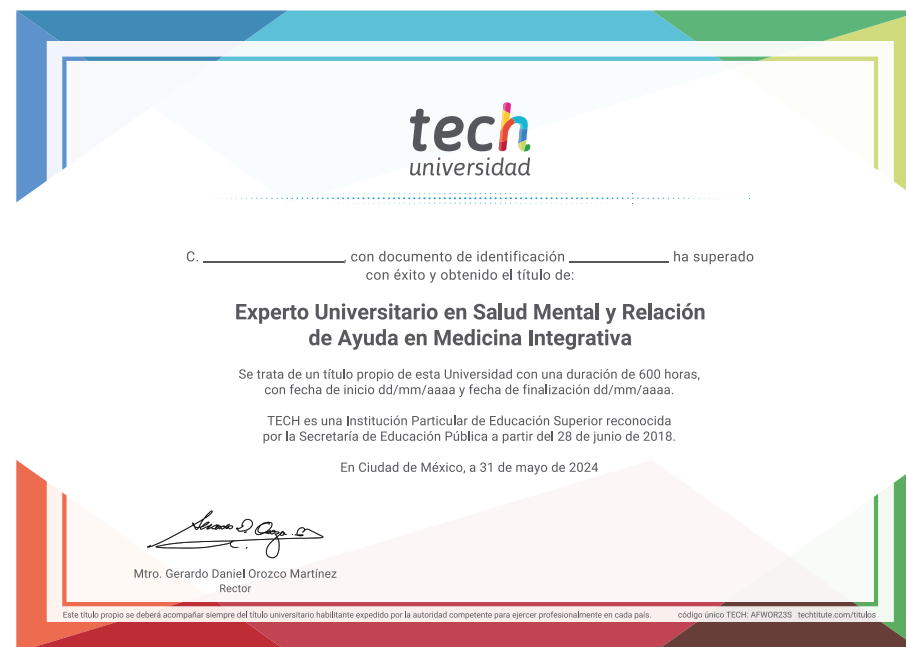 tech
universidad
C. ____________________, con documento de identificación ______________ ha superado
con éxito y obtenido el título de:
Experto Universitario en Salud Mental y Relación
de Ayuda en Medicina Integrativa
Se trata de un título propio de esta Universidad con una duración de 600 horas,
con fecha de inicio dd/mm/aaaa y fecha de finalización dd/mm/aaaa.
TECH es una Institución Particular de Educación Superior reconocida
por la Secretaría de Educación Pública a partir del 28 de junio de 2018.
En Ciudad de México, a 31 de mayo de 2024
Mtro. Gerardo Daniel Orozco Martínez
Rector
Este título propio se deberá acompañar siempre del título universitario habilitante expedido por la autoridad competente para ejercer profesionalmente en cada país. código único TECH: AFWOR23S techtitute.com/titulos